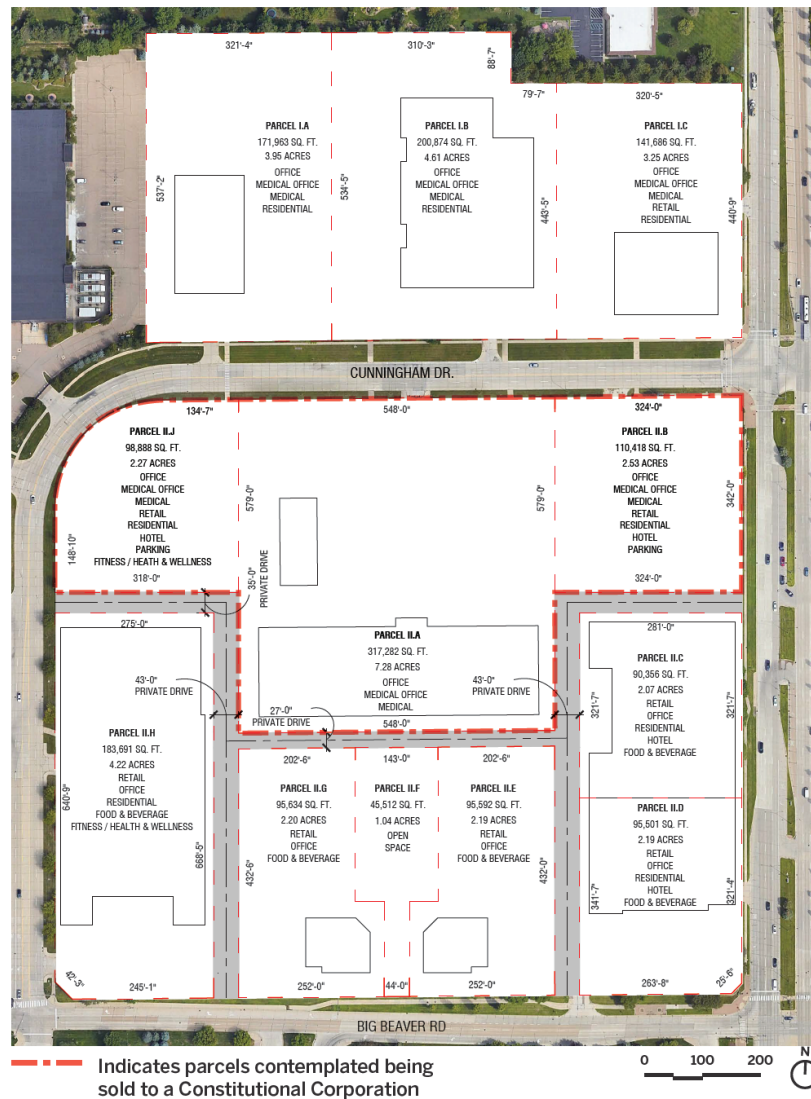 321'-4"
310'-3"
88'-7"
79'-7"
320'-5"
PARCEL I.A
171,963 SQ. FT.
3.95 ACRES
OFFICE
MEDICAL OFFICE
MEDICAL
RESIDENTIAL
537'-2"
534'-5"
PARCEL I.B
200,874 SQ. FT.
4.61 ACRES
OFFICE
MEDICAL OFFICE
MEDICAL
RESIDENTIAL
443'-5"
PARCEL I.C
141,686 SQ. FT.
3.25 ACRES
OFFICE
MEDICAL OFFICE
MEDICAL
RETAIL
RESIDENTIAL
440'-9"
CUNNINGHAM DR.
134'-7"
548'-0"
324'-0"
PARCEL II.J
98,888 SQ. FT.
2.27 ACRES
OFFICE
MEDICAL OFFICE
MEDICAL
RETAIL
RESIDENTIAL
HOTEL
PARKING
FITNESS / HEATH & WELLNESS
318'-0"
148'-10"
579'-0"
579'-0"
PARCEL II.B
110,418 SQ. FT.
2.53 ACRES
OFFICE
MEDICAL OFFICE
MEDICAL
RETAIL
RESIDENTIAL
HOTEL
PARKING
342'-0"
324'-0"
35'-0"
PRIVATE DRIVE
275'-0"
281'-0"
PARCEL II.A
317,282 SQ. FT.
7.28 ACRES
OFFICE
MEDICAL OFFICE
MEDICAL
548'-0"
43'-0"
PRIVATE DRIVE
27'-0"
PRIVATE DRIVE
43'-0"
PRIVATE DRIVE
PARCEL II.C
90,356 SQ. FT.
2.07 ACRES
RETAIL
OFFICE
RESIDENTIAL
HOTEL
FOOD & BEVERAGE
321'-7"
321'-7"
PARCEL II.H
183,691 SQ. FT.
4.22 ACRES
RETAIL
OFFICE
RESIDENTIAL
FOOD & BEVERAGE
FITNESS / HEALTH & WELLNESS
640'-9"
668'-5"
202'-6"
143'-0"
202'-6"
PARCEL II.G
95,634 SQ. FT.
2.20 ACRES
RETAIL
OFFICE
FOOD & BEVERAGE
432'-6"
PARCEL II.F
45,512 SQ. FT.
1.04 ACRES
OPEN
SPACE
PARCEL II.E
95,592 SQ. FT.
2.19 ACRES
RETAIL
OFFICE
FOOD & BEVERAGE
432'-0"
PARCEL II.D
95,501 SQ. FT.
2.19 ACRES
RETAIL
OFFICE
RESIDENTIAL
HOTEL
FOOD & BEVERAGE
341'-7"
321'-4"
42'-3"
245'-1"
252'-0"
44'-0"
252'-0"
263'-8"
25'-6"
BIG BEAVER RD
Indicates parcels contemplated being
sold to a Constitutional Corporation
0 100 200
N